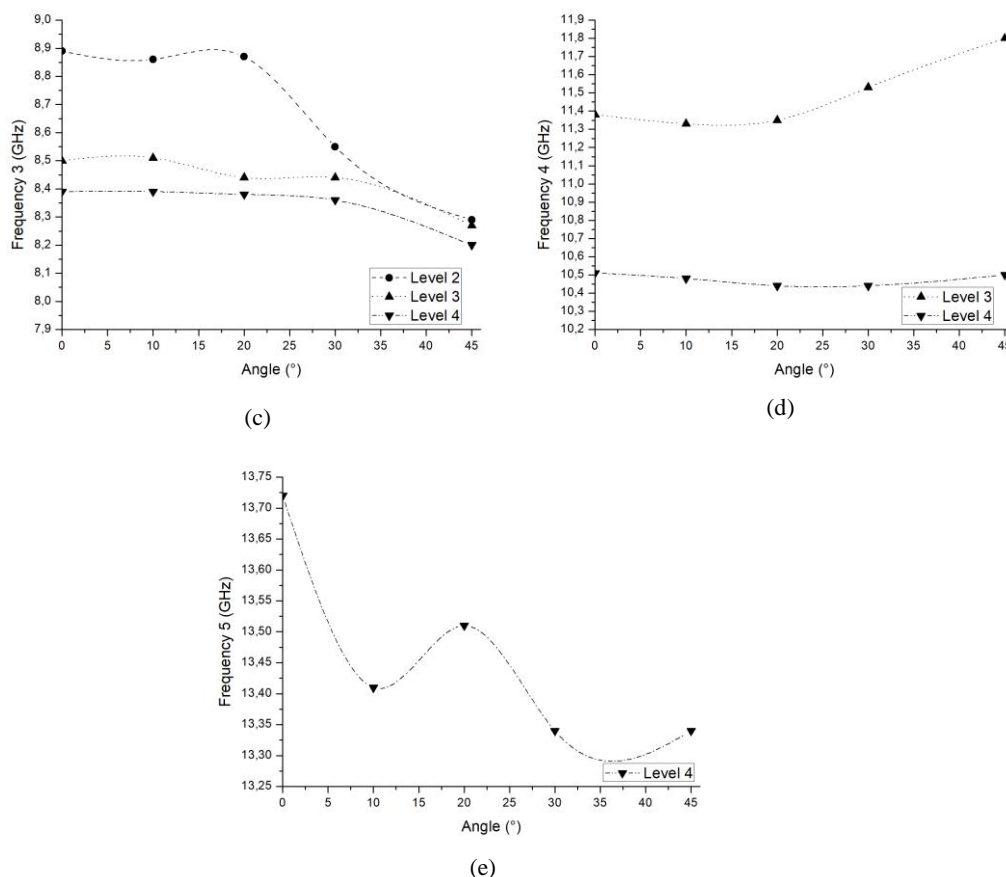 9,0
8,9
8,8
8,7
8,6
8,5
8,4
8,3
8,2
8,1
8,0
7,9
Frequency 3 (GHz)
0 5 10 15 20 25 30 35 40 45
Angle (°)
Level 2
Level 3
Level 4
(c)
11,9
11,8
11,7
11,6
11,5
11,4
11,3
11,2
11,1
11,0
10,9
10,8
10,7
10,6
10,5
10,4
10,3
10,2
Frequency 4 (GHz)
0 5 10 15 20 25 30 35 40 45
Angle (°)
Level 3
Level 4
(d)
13,75
13,70
13,65
13,60
13,55
13,50
13,45
13,40
13,35
13,30
13,25
Frequency 5 (GHz)
0 5 10 15 20 25 30 35 40 45
Angle (°)
Level 4
(e)